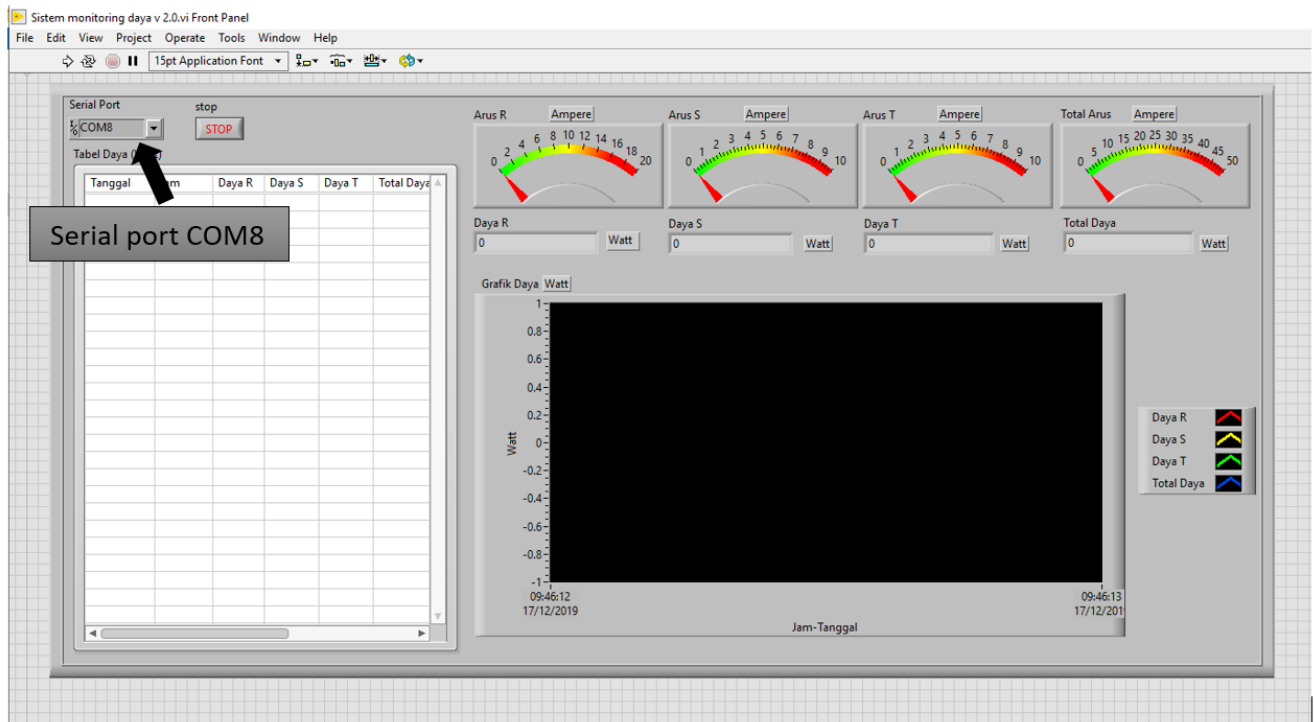 Sistem monitoring daya v 2.0.vi Front Panel
File Edit View Project Operate Tools Window Help
15pt Application Font
Serial Port
COM8
stop
STOP
Tabel Daya
Tanggal Daya R Daya S Daya T Total Daya
Serial port COM8
Arus R Ampere
0 2 4 6 8 10 12 14 16 18 20
Arus S Ampere
0 1 2 3 4 5 6 7 8 9 10
Arus T Ampere
0 1 2 3 4 5 6 7 8 9 10
Total Arus Ampere
0 5 10 15 20 25 30 35 40 45 50
Daya R
0 Watt
Daya S
0 Watt
Daya T
0 Watt
Total Daya
0 Watt
Grafik Daya Watt
1
0.8
0.6
0.4
0.2
0
-0.2
-0.4
-0.6
-0.8
-1
Watt
09:46:12
17/12/2019
09:46:13
17/12/201
Jam-Tanggal
Daya R
Daya S
Daya T
Total Daya